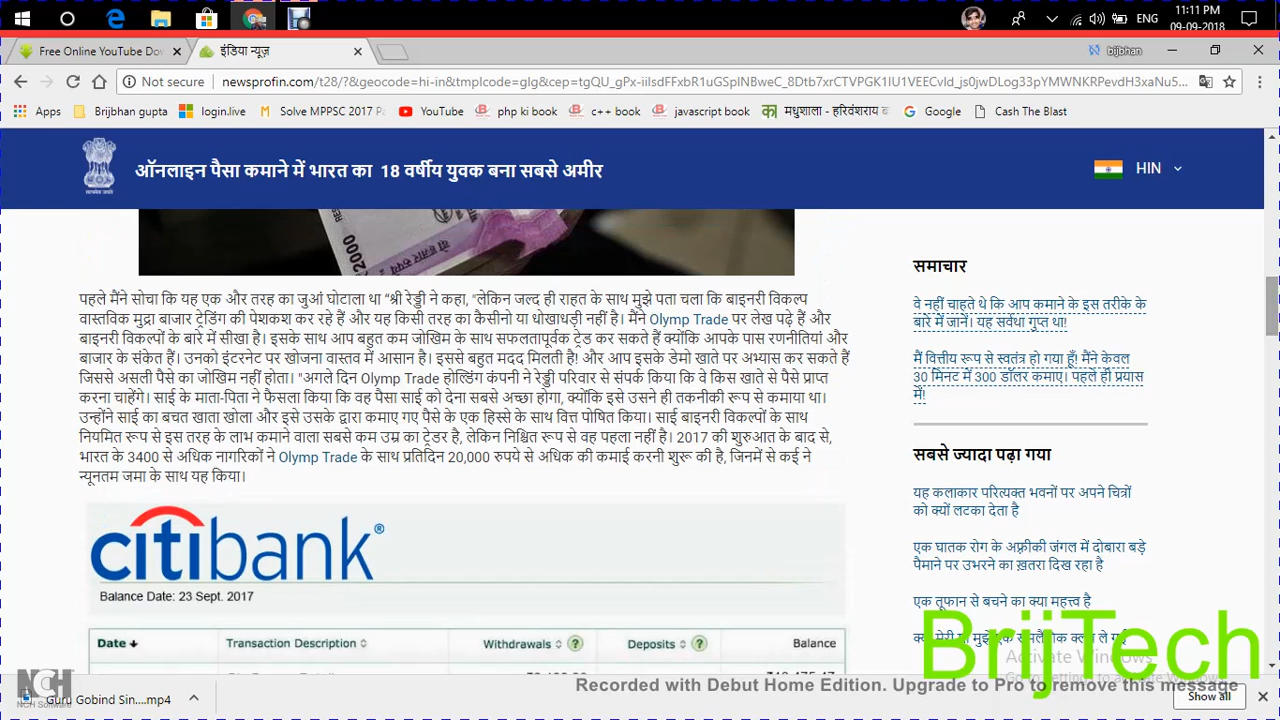 ENG
11:11 PM
09-09-2018
Free Online YouTube Dov
इंडिया न्यूज़
bijbhan
Not secure
newsprofin.com/t28/?&geocode=hi-in&tmplcode=glg&cep=
Apps
Brijbhan gupta
login.live
Solve MPPSC 2017 Pa
YouTube
php ki book
c++ book
javascript book
मधुशाला - हरिवंशराय ब
Google
Cash The Blast
ऑनलाइन पैसा कमाने में भारत का 18 वर्षीय युवक बना सबसे अमीर
HIN
2000
दो हज़ार रुपये
पहले मैंने सोचा कि यह एक और तरह का जुआं घोटाला था "श्री रेड्डी ने कहा, "लेकिन जल्द ही राहत के साथ मुझे पता चला कि बाइनरी विकल्प
वास्तविक मुद्रा बाजार ट्रेडिंग की पेशकश कर रहे हैं और यह किसी तरह का कैसीनो या धोखाधड़ी नहीं है। मैंने Olymp Trade पर लेख पढ़े हैं और
बाइनरी विकल्पों के बारे में सीखा है। इसके साथ आप बहुत कम जोखिम के साथ सफलतापूर्वक ट्रेड कर सकते हैं क्योंकि आपके पास रणनीतियां और
बाजार के संकेत हैं। उनको इंटरनेट पर खोजना वास्तव में आसान है। इससे बहुत मदद मिलती है! और आप इसके डेमो खाते पर अभ्यास कर सकते हैं
जिससे असली पैसे का जोखिम नहीं होता। "अगले दिन Olymp Trade होल्डिंग कंपनी ने रेड्डी परिवार से संपर्क किया कि वे किस खाते से पैसे प्राप्त
करना चाहेंगे। साई के माता-पिता ने फैसला किया कि वह पैसा साई को देना सबसे अच्छा होगा, क्योंकि इसे उसने ही तकनीकी रूप से कमाया था।
उन्होंने साई का बचत खाता खोला और इसे उसके द्वारा कमाए गए पैसे के एक हिस्से के साथ वित्त पोषित किया। साई बाइनरी विकल्पों के साथ
नियमित रूप से इस तरह के लाभ कमाने वाला सबसे कम उम्र का ट्रेडर है, लेकिन निश्चित रूप से वह पहला नहीं है। 2017 की शुरुआत के बाद से,
भारत के 3400 से अधिक नागरिकों ने Olymp Trade के साथ प्रतिदिन 20,000 रुपये से अधिक की कमाई करनी शुरू की है, जिनमें से कई ने
न्यूनतम जमा के साथ यह किया।
समाचार
वे नहीं चाहते थे कि आप कमाने के इस तरीके के
बारे में जानें। यह सर्वथा गुप्त था!
मैं वित्तीय रूप से स्वतंत्र हो गया हूँ! मैंने केवल
30 मिनट में 300 डॉलर कमाए। पहले ही प्रयास
में!
सबसे ज्यादा पढ़ा गया
यह कलाकार परित्यक्त भवनों पर अपने चित्रों
को क्यों लटका देता है
एक घातक रोग के अफ़्रीकी जंगल में दोबारा बड़े
पैमाने पर उभरने का ख़तरा दिख रहा है
एक तूफान से बचने का क्या महत्त्व है
citibank®
Balance Date: 23 Sept. 2017
Date
Transaction Description
Withdrawals
Deposits
Balance
BrijTech
Activate Windows
NCH
NCH Software
Guru Gobind Sin....mp4
Recorded with Debut Home Edition. Upgrade to Pro to remove this message
Show all